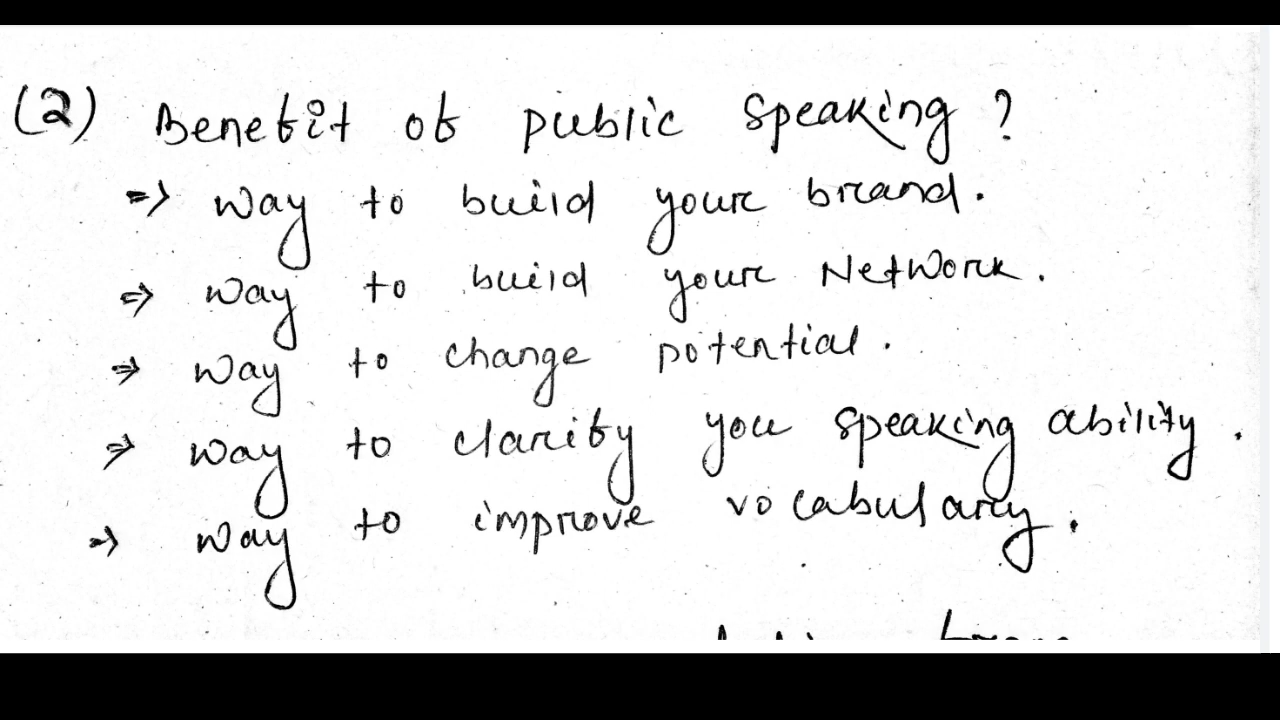 (2) Benefit of public speaking ?
⇒ way to build your brand.
⇒ way to build your Network.
⇒ way to change potential.
⇒ way to clarify you speaking ability.
⇒ way to improve vocabulary.